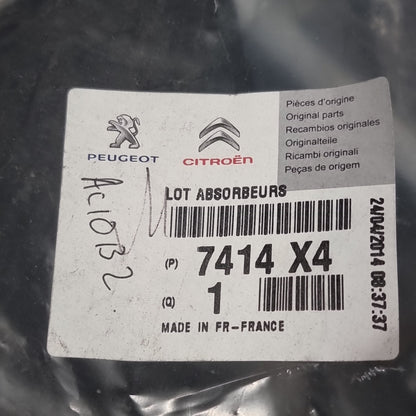 PEUGEOT
CITROËN
Pièces d'origine
Original parts
Recambios originales
Originalteile
Ricambi originali
Peças de origem
LOT ABSORBEURS
(P) 7414 X4
(Q) 1
MADE IN FR-FRANCE
24/04/2014 08:37:37
AC10B2